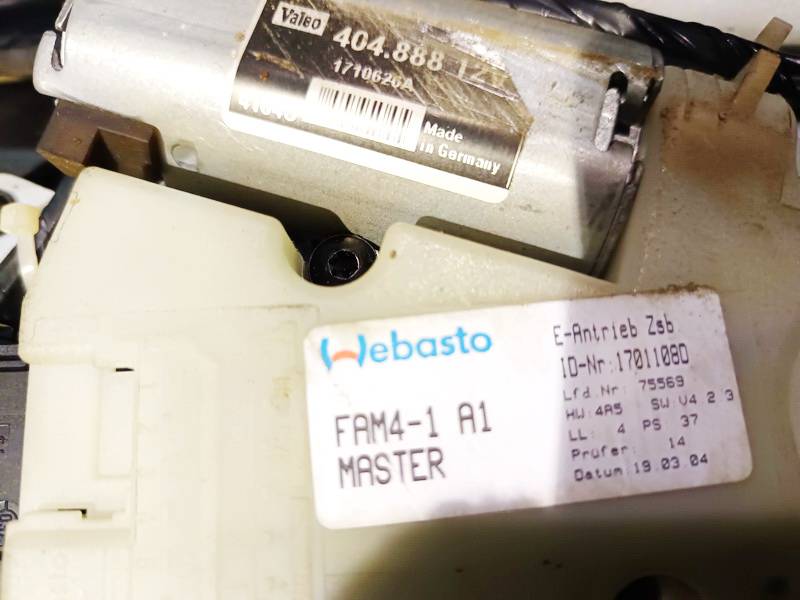 Valeo
404.888 12V
1710626A
Made
in Germany
Webasto
FAM4-1 A1
MASTER
E-Antrieb Zsb
ID-Nr:1701108D
Lfd.Nr: 75569
HW:4A5 SW:V4 2 3
LL: 4 PS 37
Prüfer: 14
Datum:19.03.04